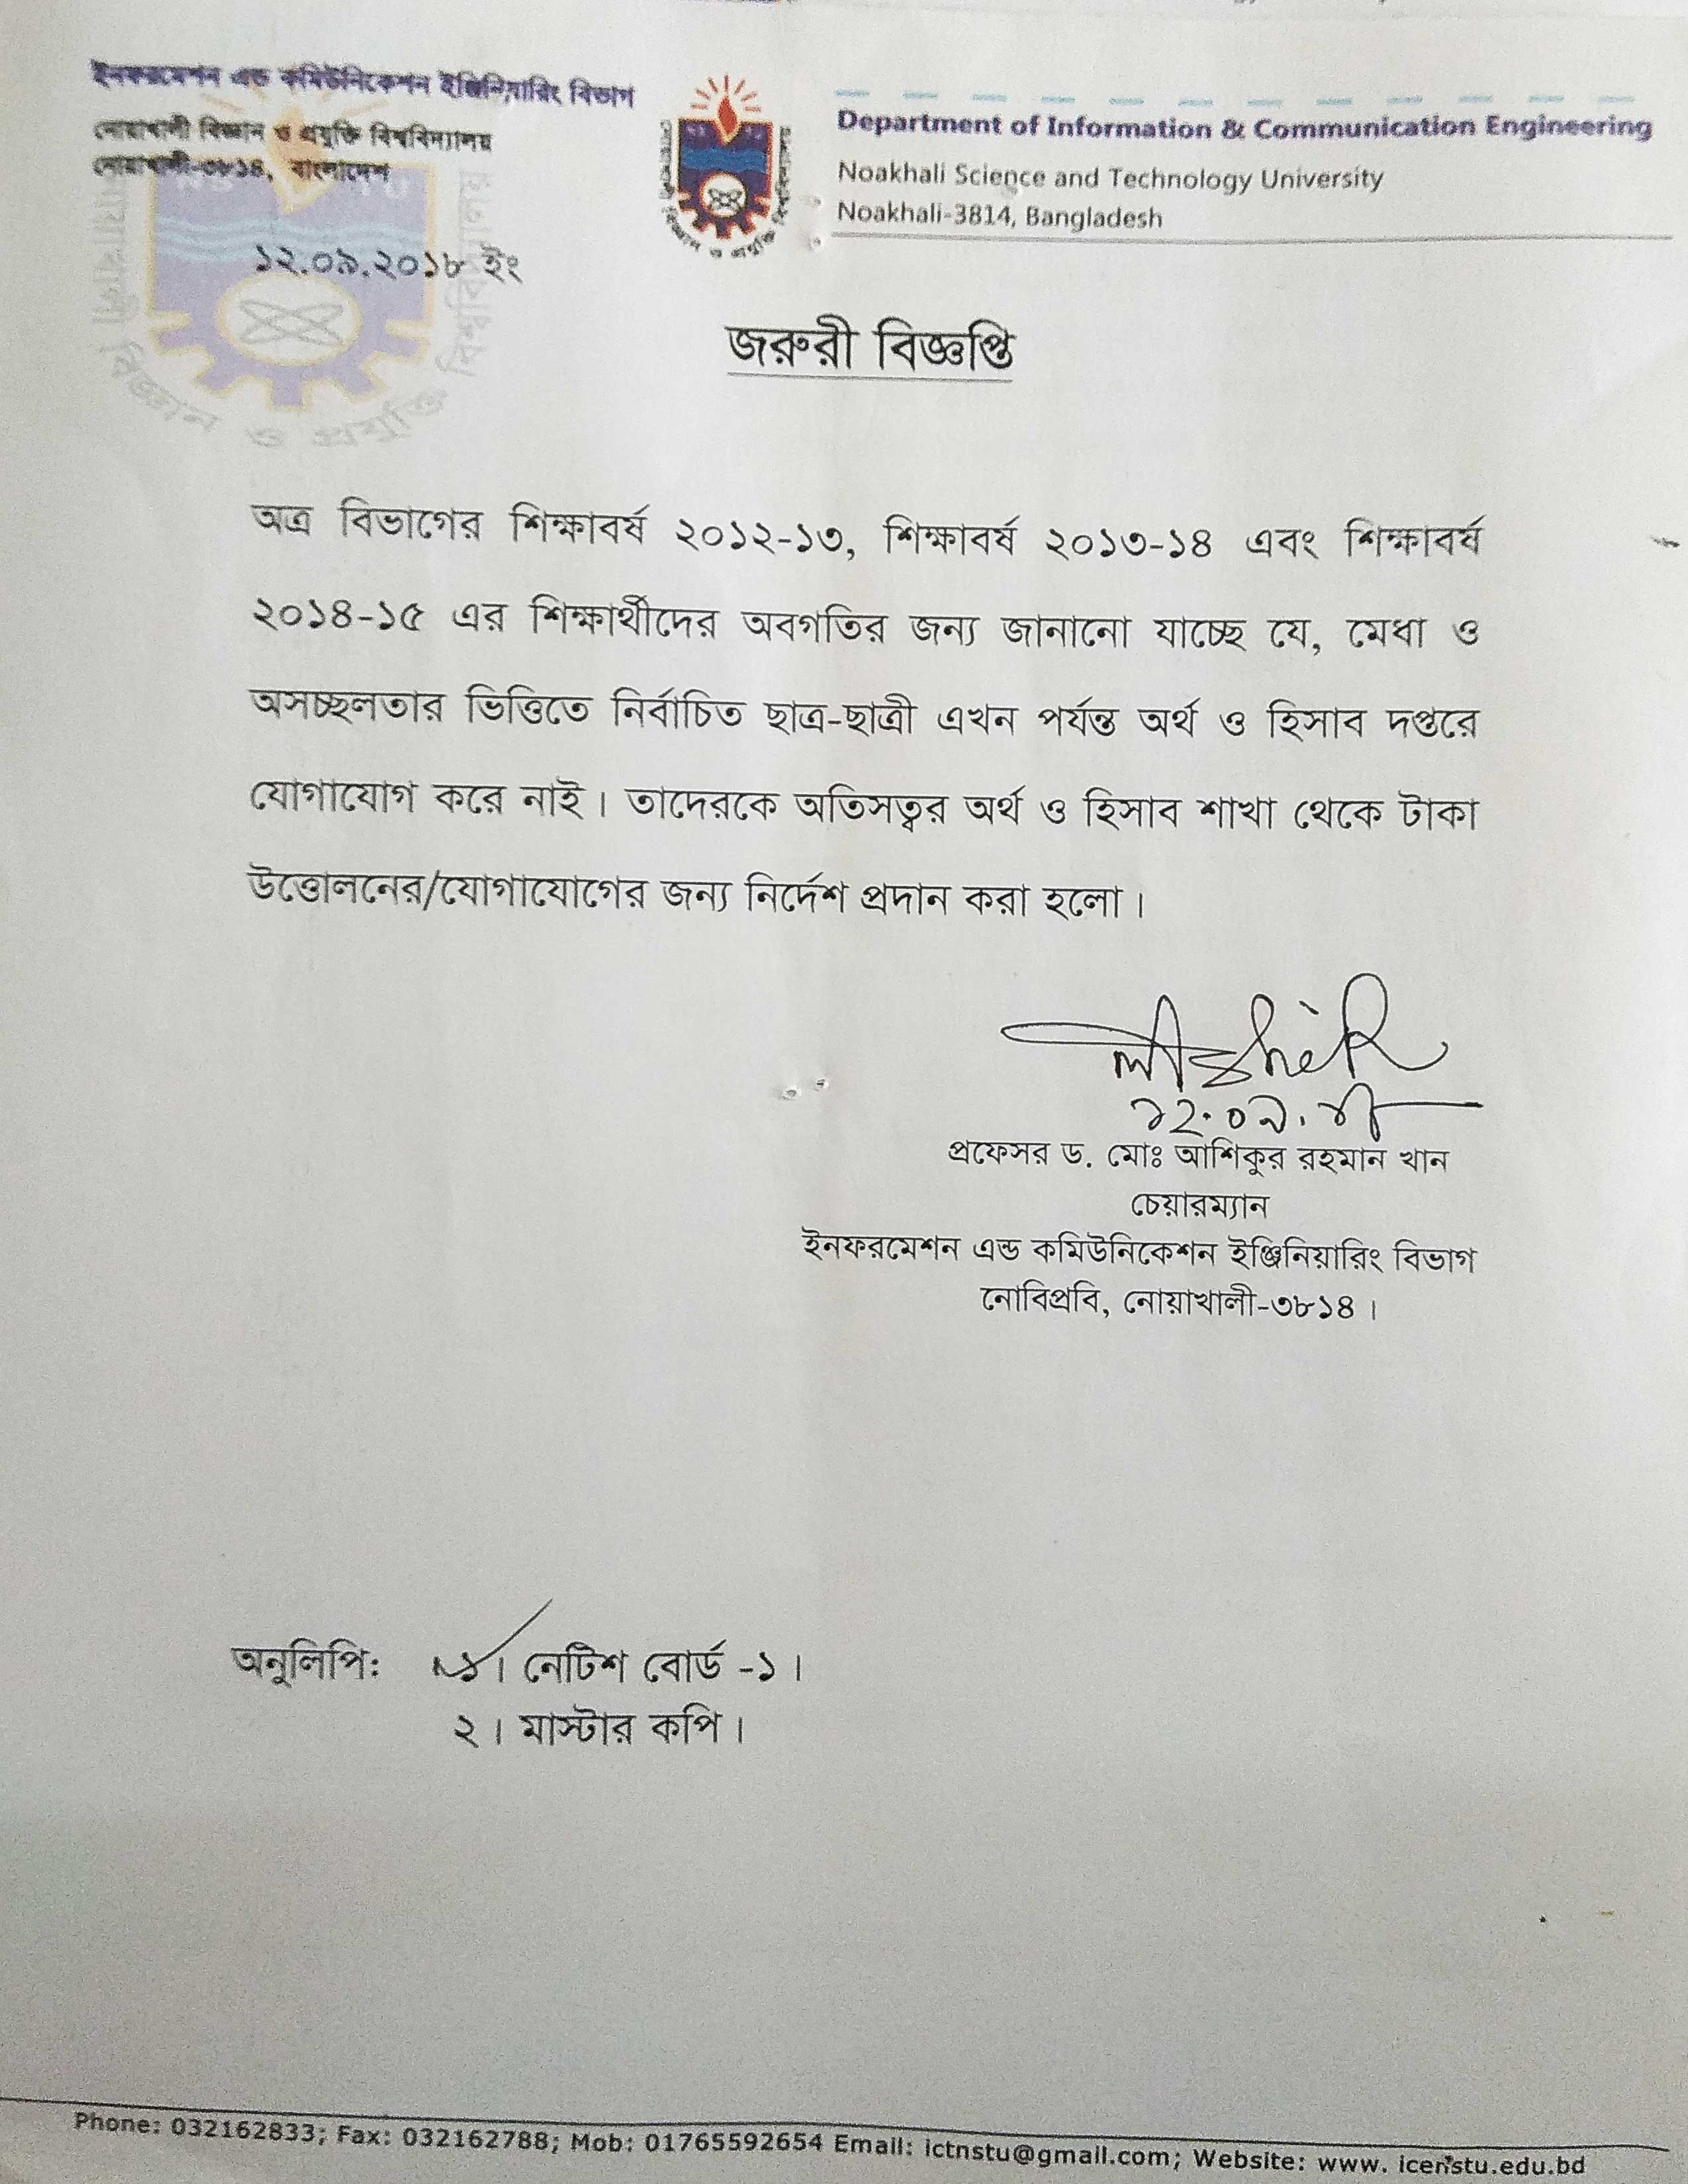 ইনফরমেশন এন্ড কমিউনিকেশন ইঞ্জিনিয়ারিং বিভাগ
নোয়াখালী বিজ্ঞান ও প্রযুক্তি বিশ্ববিদ্যালয়
নোয়াখালী-৩৮১৪, বাংলাদেশ
Department of Information & Communication Engineering
Noakhali Science and Technology University
Noakhali-3814, Bangladesh
১২.০৯.২০১৮ ইং
জরুরী বিজ্ঞপ্তি
অত্র বিভাগের শিক্ষাবর্ষ ২০১২-১৩, শিক্ষাবর্ষ ২০১৩-১৪ এবং শিক্ষাবর্ষ
২০১৪-১৫ এর শিক্ষার্থীদের অবগতির জন্য জানানো যাচ্ছে যে, মেধা ও
অসচ্ছলতার ভিত্তিতে নির্বাচিত ছাত্র-ছাত্রী এখন পর্যন্ত অর্থ ও হিসাব দপ্তরে
যোগাযোগ করে নাই। তাদেরকে অতিসত্বর অর্থ ও হিসাব শাখা থেকে টাকা
উত্তোলনের/যোগাযোগের জন্য নির্দেশ প্রদান করা হলো।
১২.০৯.১৮
প্রফেসর ড. মোঃ আশিকুর রহমান খান
চেয়ারম্যান
ইনফরমেশন এন্ড কমিউনিকেশন ইঞ্জিনিয়ারিং বিভাগ
নোবিপ্রবি, নোয়াখালী-৩৮১৪।
অনুলিপি: ১। নেটিশ বোর্ড -১।
২। মাস্টার কপি।
Phone: 032162833; Fax: 032162788; Mob: 01765592654 Email: ictnstu@gmail.com; Website: www. icenstu.edu.bd